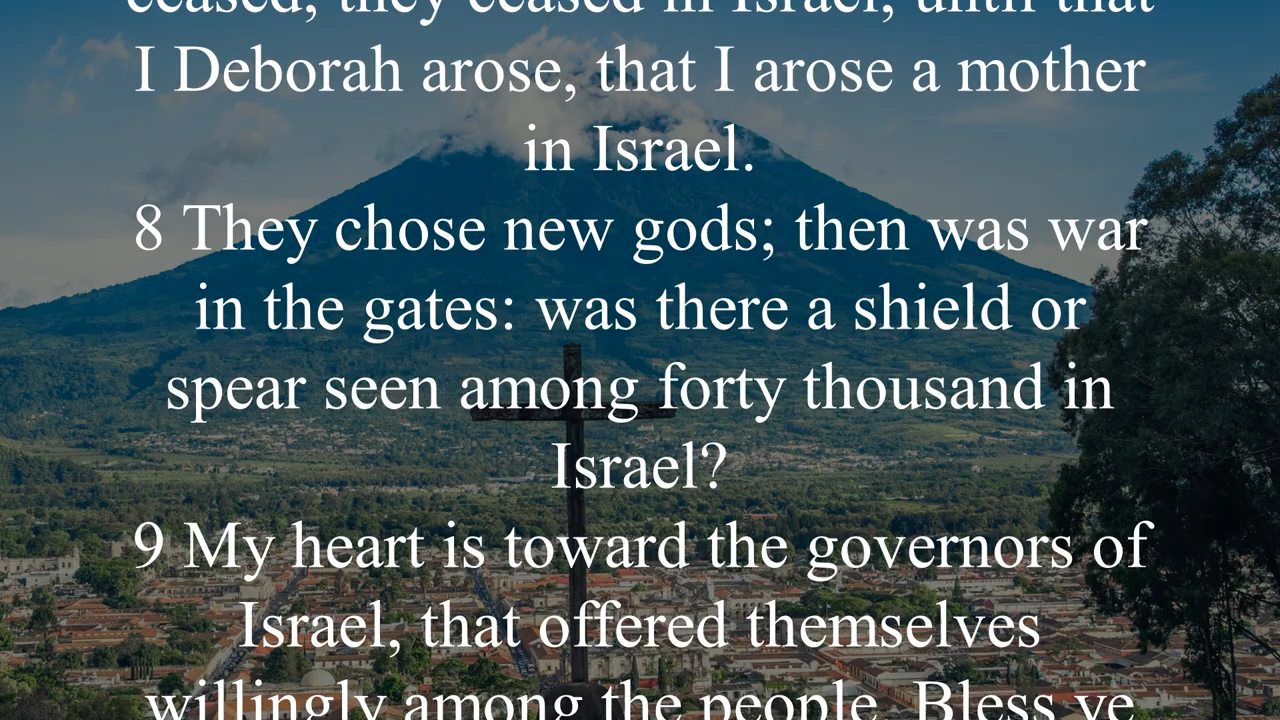 ceased, they ceased in Israel, until that
I Deborah arose, that I arose a mother
in Israel.
8 They chose new gods; then was war
in the gates: was there a shield or
spear seen among forty thousand in
Israel?
9 My heart is toward the governors of
Israel, that offered themselves
willingly among the people. Bless ye